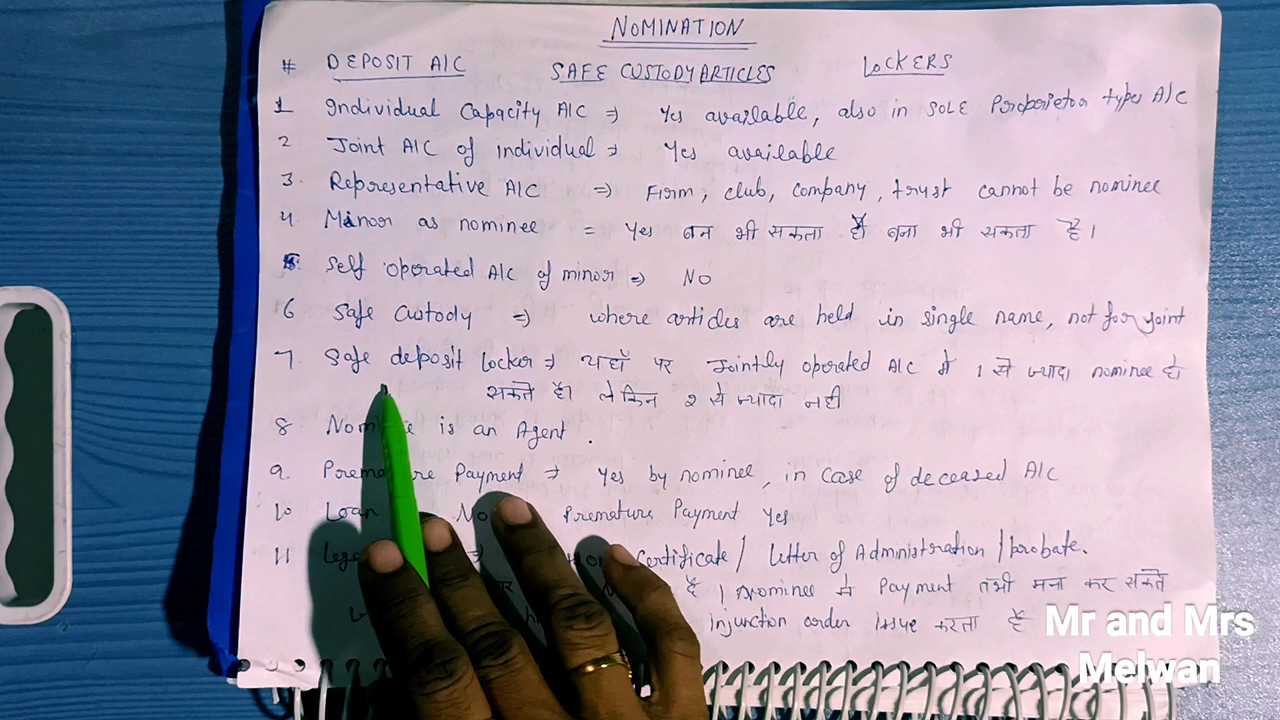 NOMINATION
# DEPOSIT A/C SAFE CUSTODY ARTICLES LOCKERS
1 Individual Capacity A/C ⇒ Yes available, also in SOLE Proporietor types A/C
2 Joint A/C of individual ⇒ Yes available
3. Representative A/C ⇒ Firm, club, company, trust cannot be nominee
4 Minor as nominee = Yes बन भी सकता है बना भी सकता है।
5. Self operated A/C of minor ⇒ No
6 Safe Custody ⇒ where articles are held in single name, not for joint
7. Safe deposit locker ⇒ यहाँ पर Jointly operated A/C में 1 से ज्यादा nominee हो
सकते है। लेकिन 2 से ज्यादा नही
8 is an Agent.
9. Payment ⇒ Yes by nominee, in case of deceased A/C
10 Loan No Premature Payment Yes
11 ⇒ Certificate / Letter of Administration / Probate.
है । Nominee से Payment तभी मना कर सकते
injunction order issue करता है
Mr and Mrs
Melwan